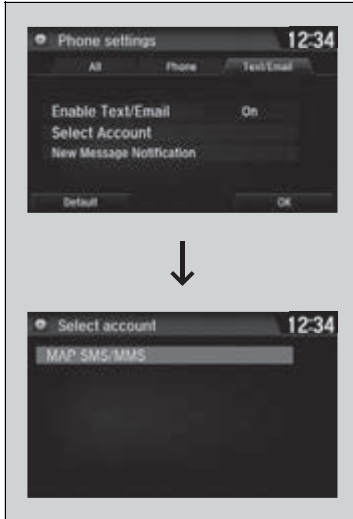 Phone settings 12:34
All Phone Text/Email
Enable Text/Email On
Select Account
New Message Notification
Default OK
Select account 12:34
MAP SMS/MMS